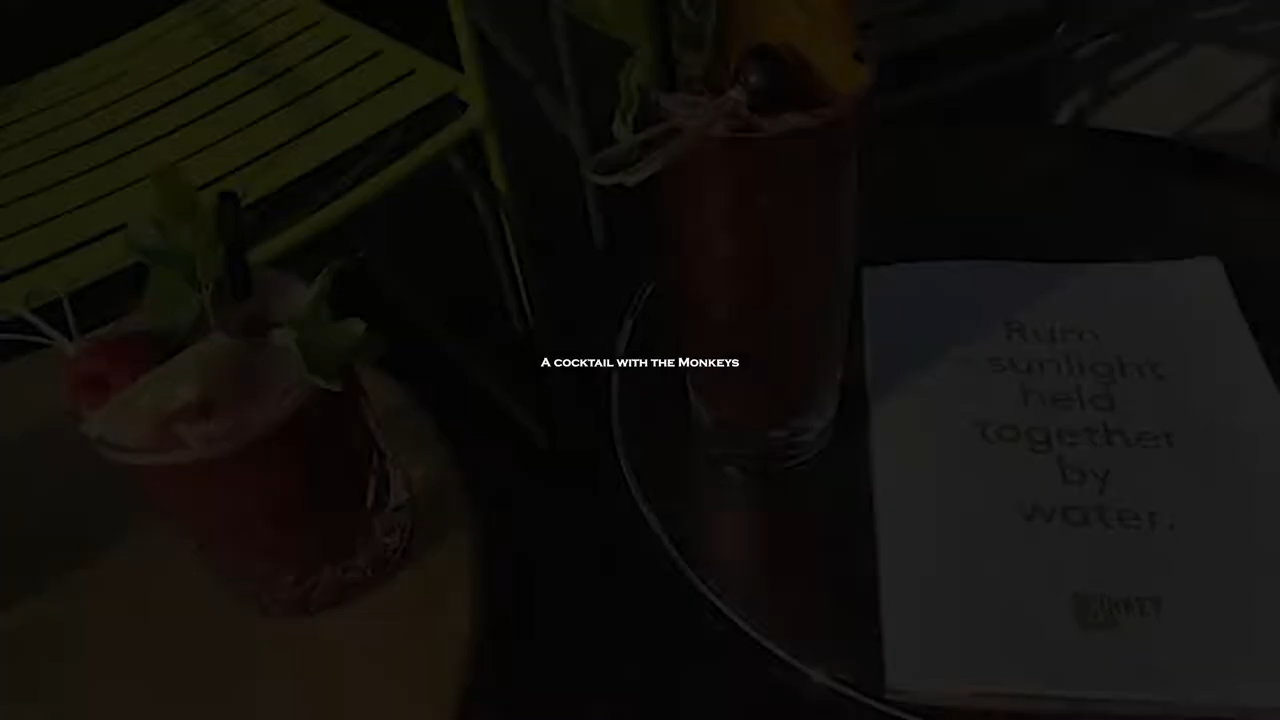 A COCKTAIL WITH THE MONKEYS
Rum
sunlight
held
together
by
water.